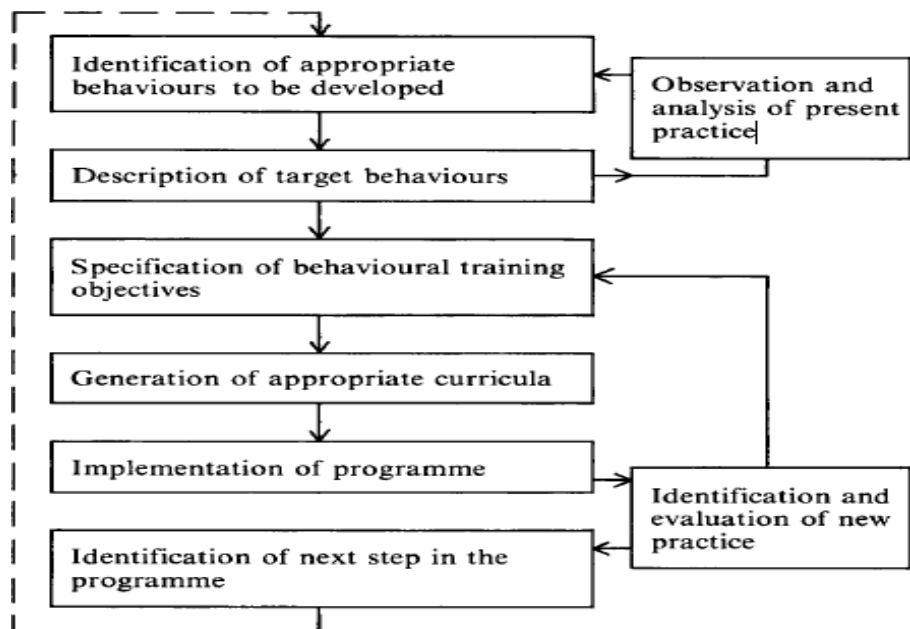 Identification of appropriate
behaviours to be developed
Observation and
analysis of present
practice
Description of target behaviours
Specification of behavioural training
objectives
Generation of appropriate curricula
Implementation of programme
Identification and
evaluation of new
practice
Identification of next step in the
programme